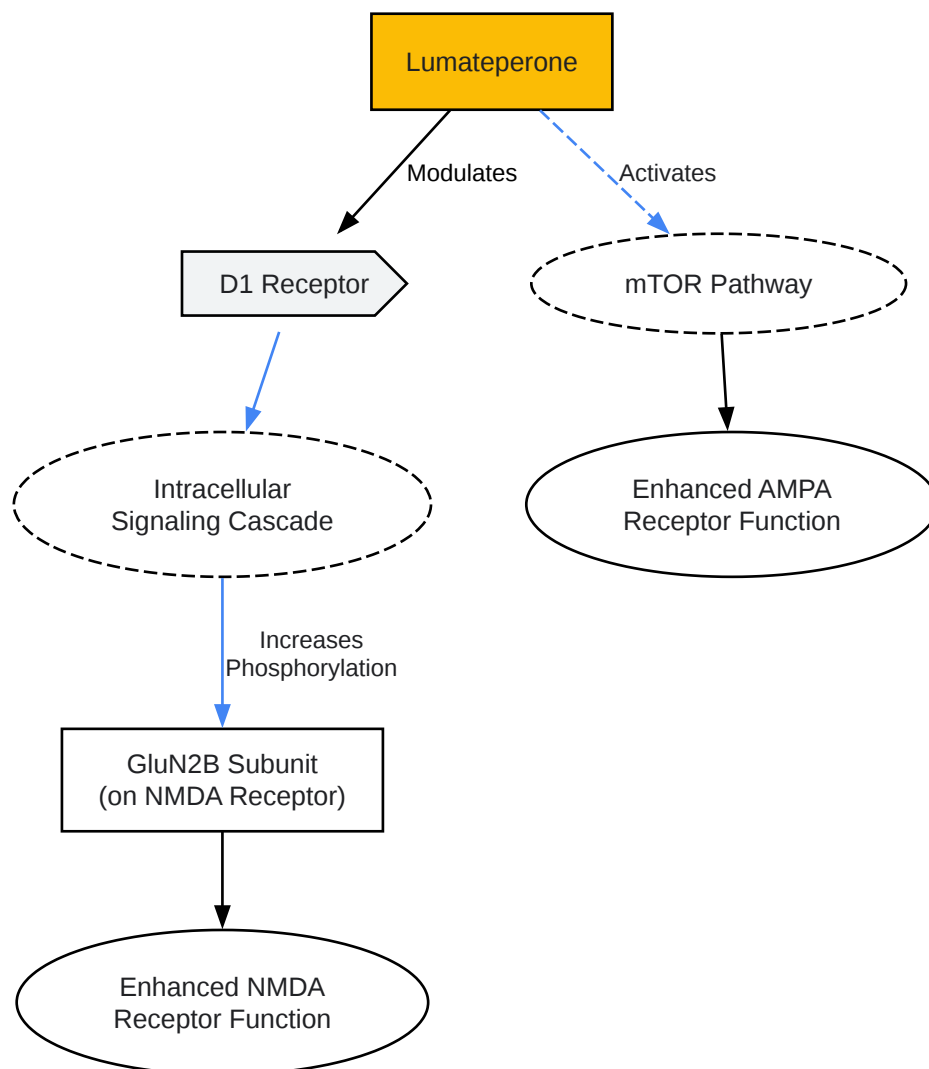 Lumateperone
Modulates
Activates
D1 Receptor
mTOR Pathway
Intracellular
Signaling Cascade
Enhanced AMPA
Receptor Function
Increases
Phosphorylation
GluN2B Subunit
(on NMDA Receptor)
Enhanced NMDA
Receptor Function